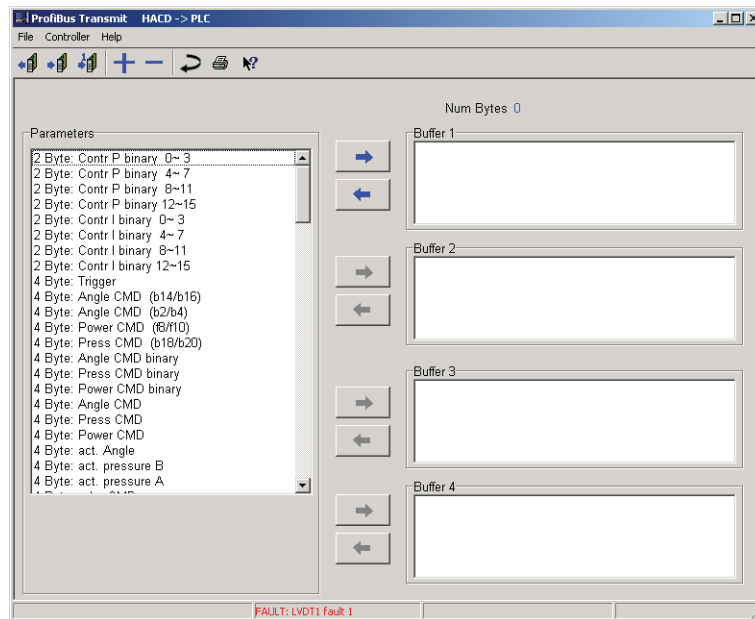 ProfiBus Transmit HACD -> PLC
File Controller Help
Num Bytes 0
Parameters
2 Byte: Contr P binary 0~ 3
2 Byte: Contr P binary 4~ 7
2 Byte: Contr P binary 8~11
2 Byte: Contr P binary 12~15
2 Byte: Contr I binary 0~ 3
2 Byte: Contr I binary 4~ 7
2 Byte: Contr I binary 8~11
2 Byte: Contr I binary 12~15
4 Byte: Trigger
4 Byte: Angle CMD (b14/b16)
4 Byte: Angle CMD (b2/b4)
4 Byte: Power CMD (f8/f10)
4 Byte: Press CMD (b18/b20)
4 Byte: Angle CMD binary
4 Byte: Press CMD binary
4 Byte: Power CMD binary
4 Byte: Angle CMD
4 Byte: Press CMD
4 Byte: Power CMD
4 Byte: act. Angle
4 Byte: act. pressure B
4 Byte: act. pressure A
Buffer 1
Buffer 2
Buffer 3
Buffer 4
FAULT: LVDT1 fault 1